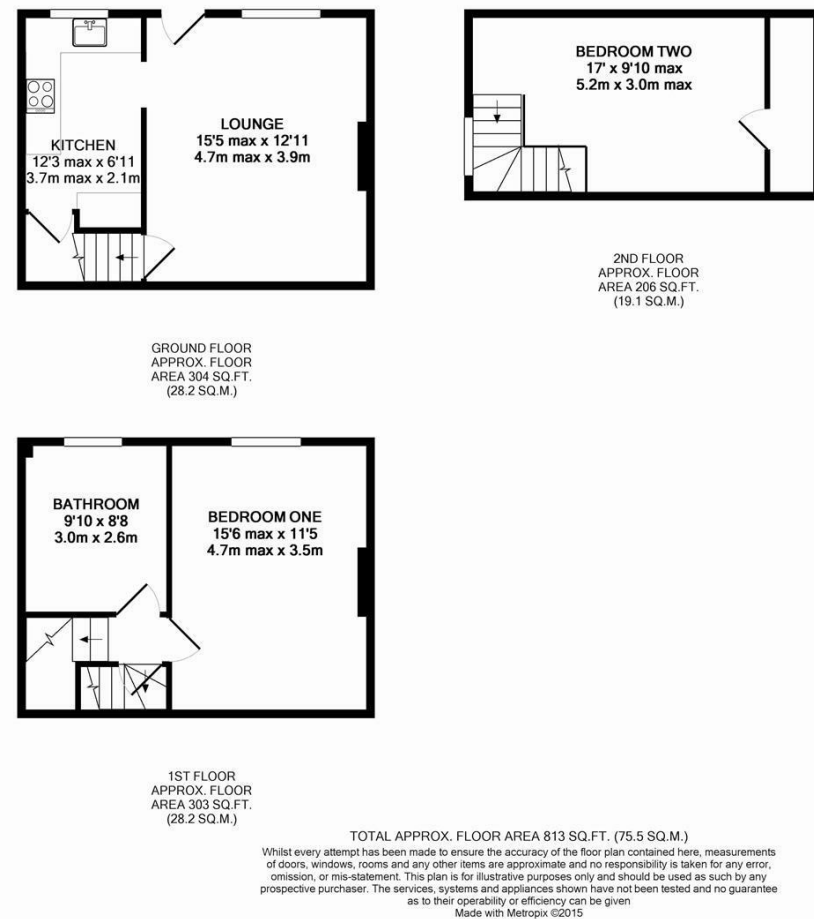 KITCHEN
12'3 max x 6'11
3.7m max x 2.1m
LOUNGE
15'5 max x 12'11
4.7m max x 3.9m
GROUND FLOOR
APPROX. FLOOR
AREA 304 SQ.FT.
(28.2 SQ.M.)
BEDROOM TWO
17' x 9'10 max
5.2m x 3.0m max
2ND FLOOR
APPROX. FLOOR
AREA 206 SQ.FT.
(19.1 SQ.M.)
BATHROOM
9'10 x 8'8
3.0m x 2.6m
BEDROOM ONE
15'6 max x 11'5
4.7m max x 3.5m
1ST FLOOR
APPROX. FLOOR
AREA 303 SQ.FT.
(28.2 SQ.M.)
TOTAL APPROX. FLOOR AREA 813 SQ.FT. (75.5 SQ.M.)
Whilst every attempt has been made to ensure the accuracy of the floor plan contained here, measurements
of doors, windows, rooms and any other items are approximate and no responsibility is taken for any error,
omission, or mis-statement. This plan is for illustrative purposes only and should be used as such by any
prospective purchaser. The services, systems and appliances shown have not been tested and no guarantee
as to their operability or efficiency can be given
Made with Metropix ©2015